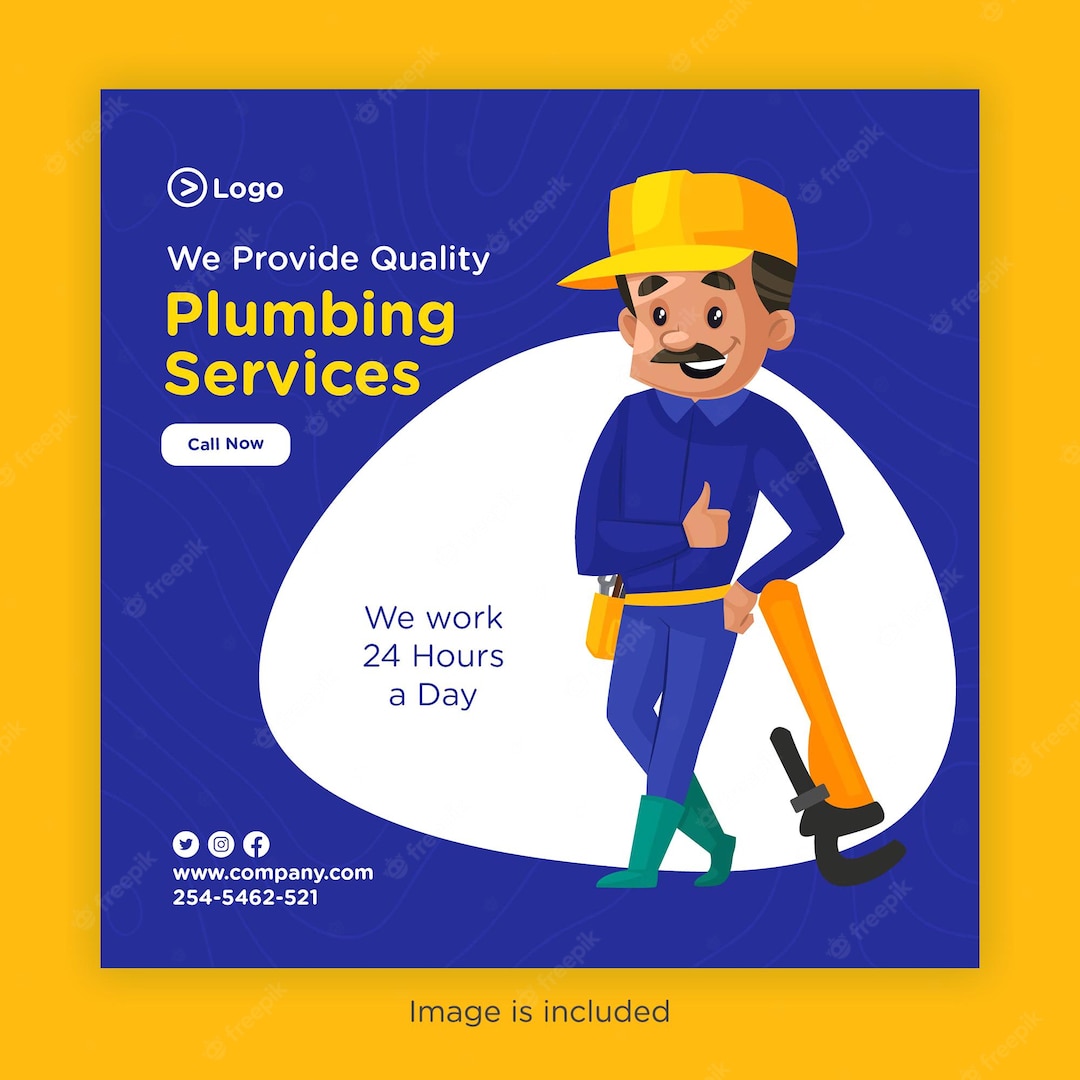 Logo
We Provide Quality
Plumbing
Services
Call Now
We work
24 Hours
a Day
www.company.com
254-5462-521
Image is included
freepik